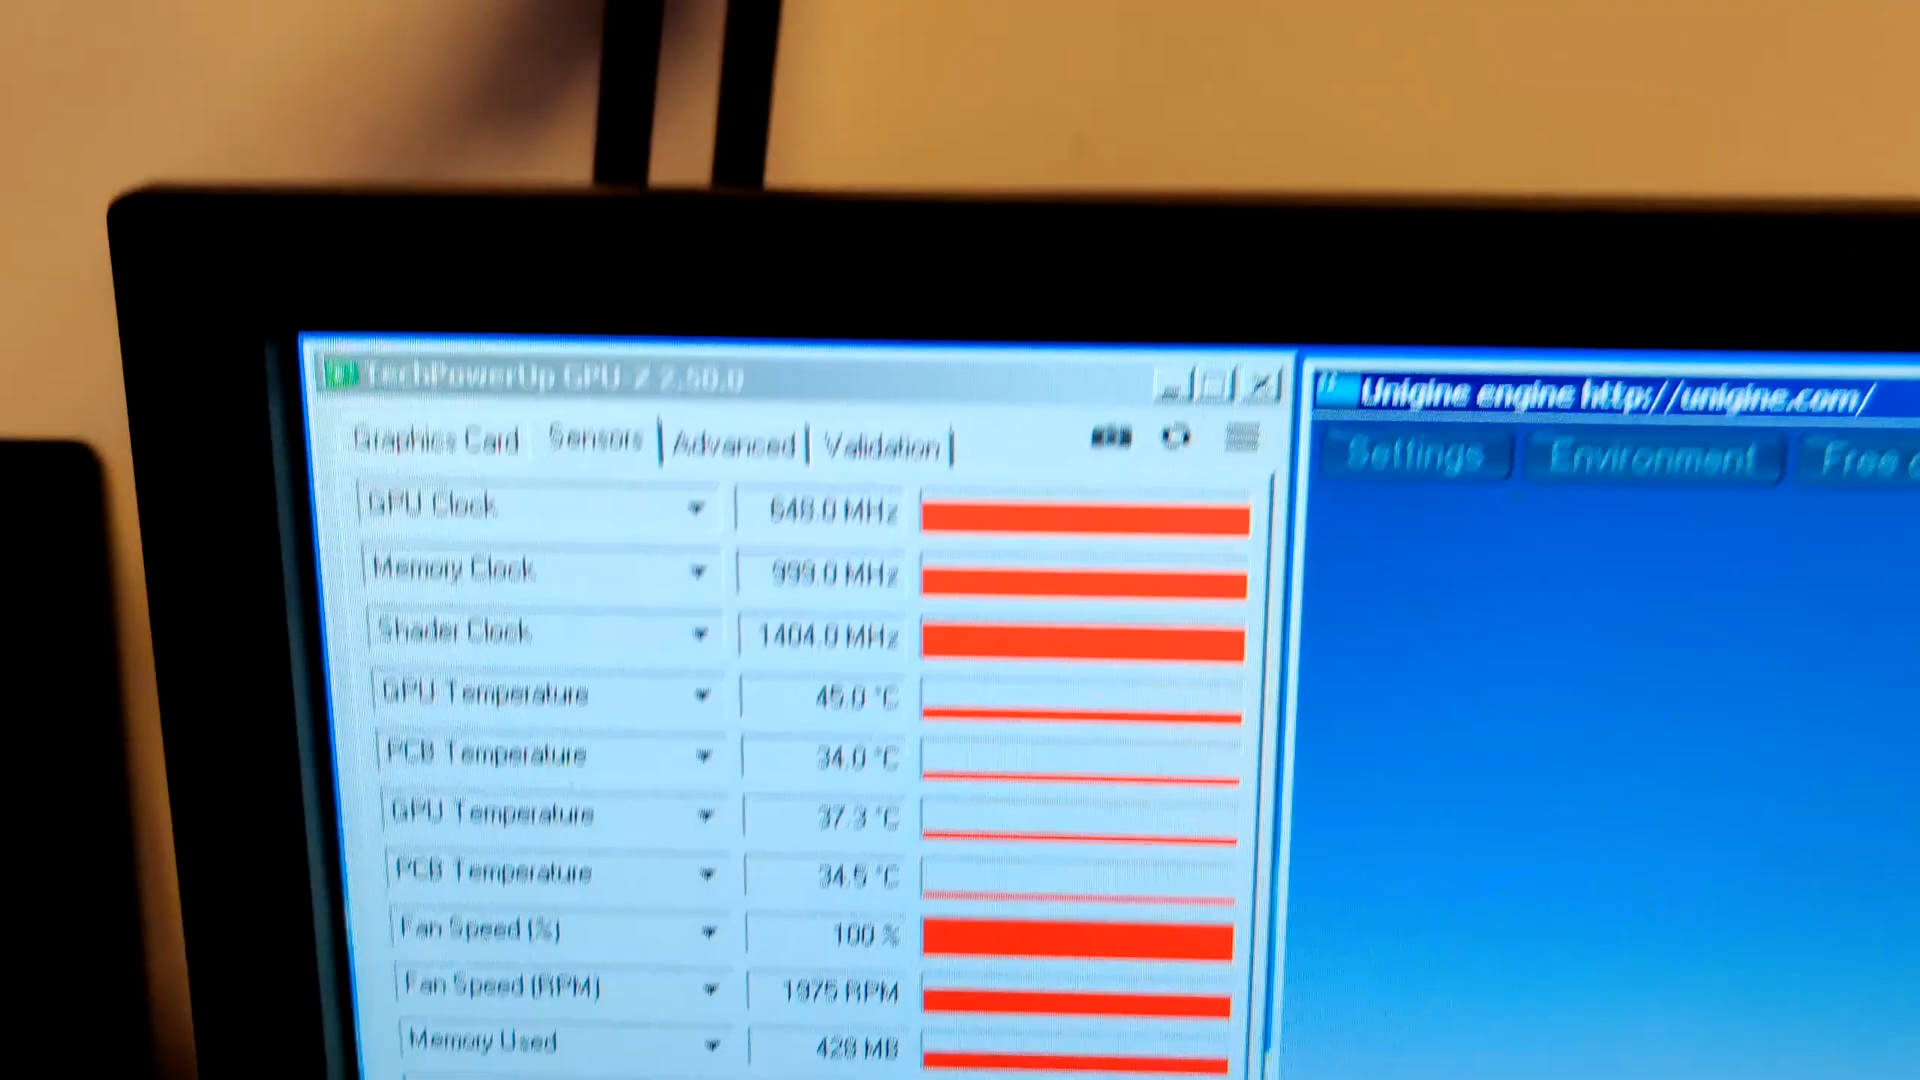 TechPowerUp GPU-Z 2.50.0
Graphics Card Sensors Advanced Validation
GPU Clock 648.0 MHz
Memory Clock 999.0 MHz
Shader Clock 1404.0 MHz
GPU Temperature 45.0 °C
PCB Temperature 34.0 °C
GPU Temperature 37.3 °C
PCB Temperature 34.5 °C
Fan Speed (%) 100 %
Fan Speed (RPM) 1975 RPM
Memory Used 428 MB
Unigine engine http://unigine.com/
Settings Environment Free